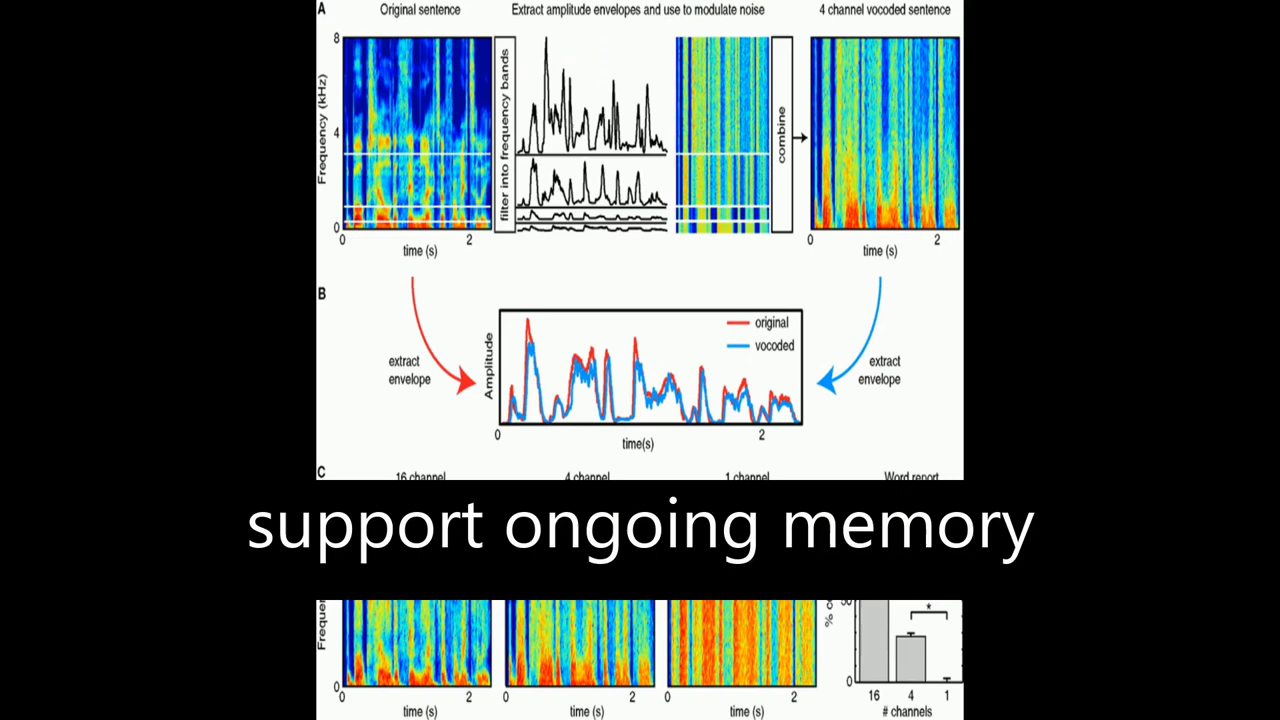 A
Original sentence
Extract amplitude envelopes and use to modulate noise
4 channel vocoded sentence
8
4
0
Frequency (kHz)
filter into frequency bands
combine
0 2
time (s)
0 2
time (s)
B
extract
envelope
Amplitude
original
vocoded
extract
envelope
0 2
time(s)
C
16 channel
4 channel
1 channel
Word report
support ongoing memory
0
0 2
time (s)
0 2
time (s)
0 2
time (s)
50
*
0
16 4 1
# channels